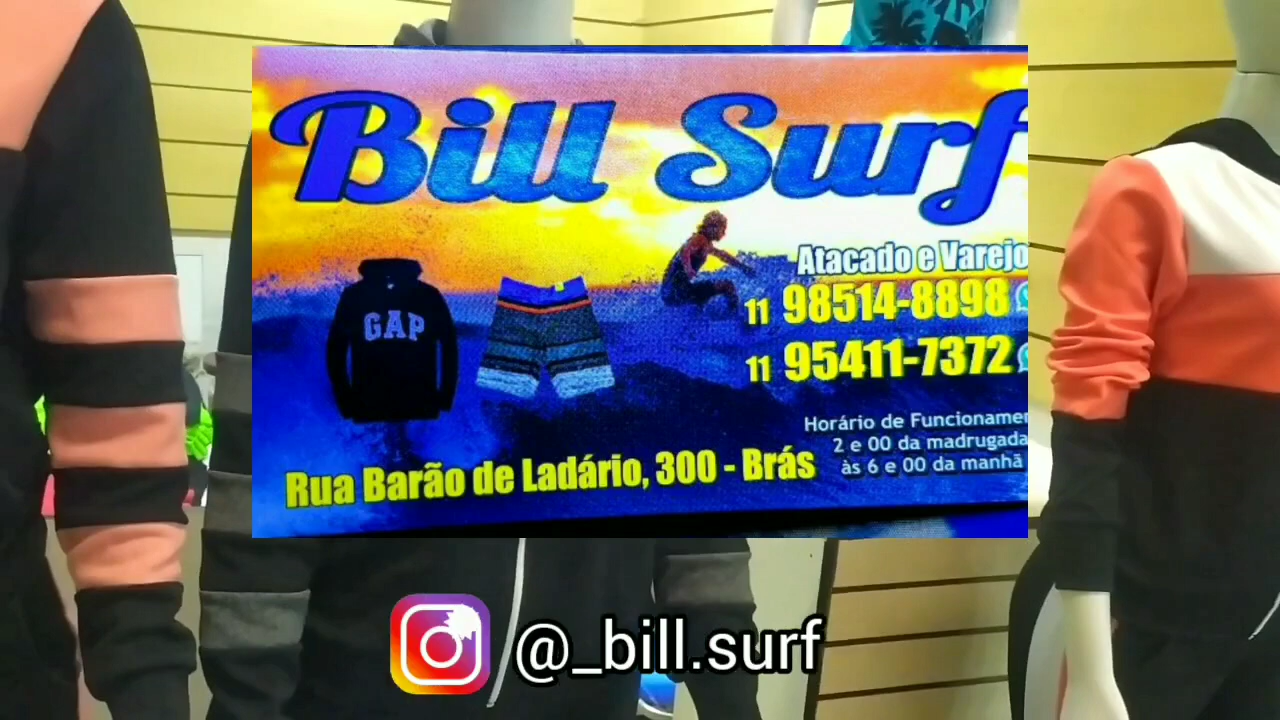 Bill Surf
Atacado e Varejo
11 98514-8898
11 95411-7372
GAP
Horário de
2 e 00 da madrugada
às 6 e 00 da manhã
Rua Barão de Ladário, 300 - Brás
@_bill.surf